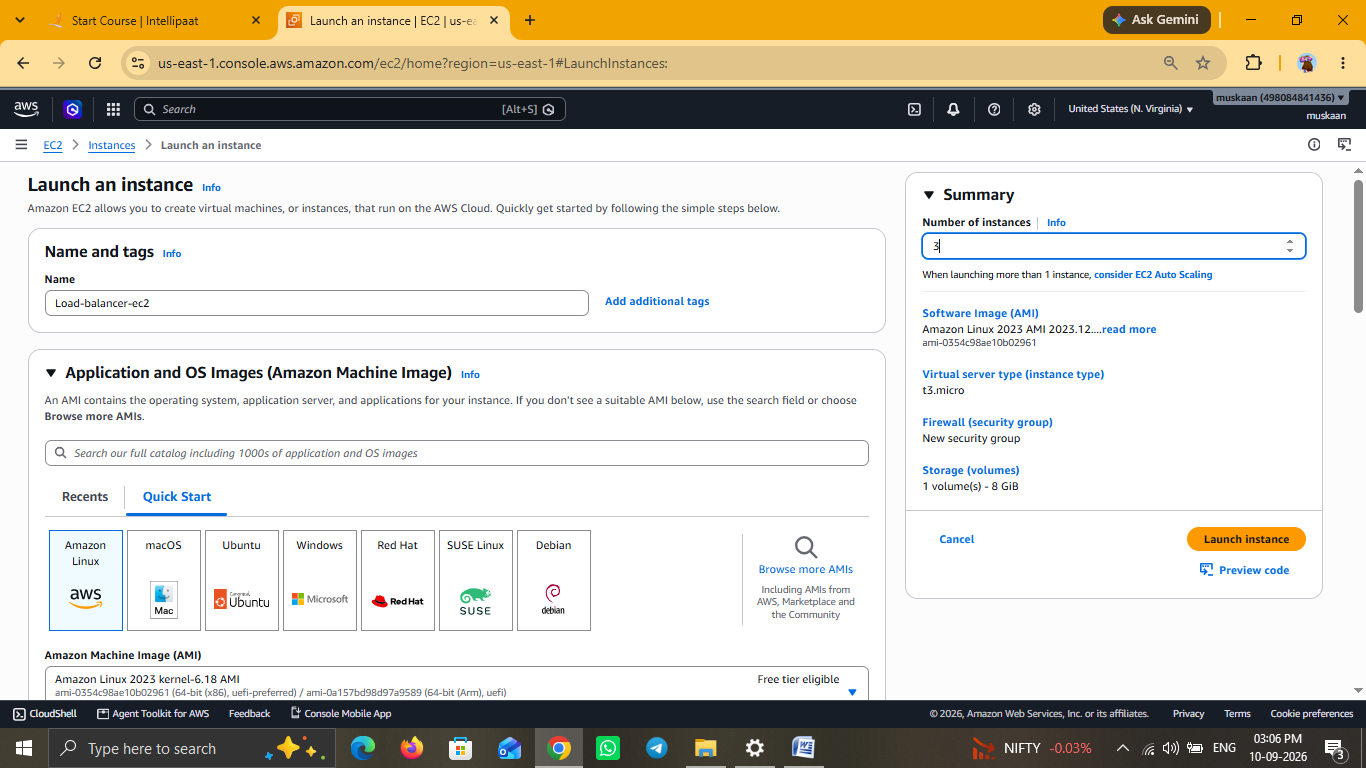 Start Course | Intellipaat
Launch an instance | EC2 | us-ea
Ask Gemini
us-east-1.console.aws.amazon.com/ec2/home?region=us-east-1#LaunchInstances:
aws
Search
[Alt+S]
United States (N. Virginia)
muskaan (498084841436)
muskaan
EC2
Instances
Launch an instance
Launch an instance
Info
Amazon EC2 allows you to create virtual machines, or instances, that run on the AWS Cloud. Quickly get started by following the simple steps below.
Name and tags
Info
Name
Load-balancer-ec2
Add additional tags
Application and OS Images (Amazon Machine Image)
Info
An AMI contains the operating system, application server, and applications for your instance. If you don't see a suitable AMI below, use the search field or choose
Browse more AMIs.
Search our full catalog including 1000s of application and OS images
Recents
Quick Start
Amazon
Linux
aws
macOS
Mac
Ubuntu
Canonical
Ubuntu
Windows
Microsoft
Red Hat
RedHat
SUSE Linux
SUSE
Debian
debian
Browse more AMIs
Including AMIs from
AWS, Marketplace and
the Community
Amazon Machine Image (AMI)
Amazon Linux 2023 kernel-6.18 AMI
Free tier eligible
ami-0354c98ae10b02961 (64-bit (x86), uefi-preferred) / ami-0a157bd98d97a9589 (64-bit (Arm), uefi)
Summary
Number of instances
Info
3
When launching more than 1 instance, consider EC2 Auto Scaling
Software Image (AMI)
Amazon Linux 2023 AMI 2023.12....read more
ami-0354c98ae10b02961
Virtual server type (instance type)
t3.micro
Firewall (security group)
New security group
Storage (volumes)
1 volume(s) - 8 GiB
Cancel
Launch instance
Preview code
CloudShell
Agent Toolkit for AWS
Feedback
Console Mobile App
© 2026, Amazon Web Services, Inc. or its affiliates.
Privacy
Terms
Cookie preferences
Type here to search
NIFTY
-0.03%
ENG
03:06 PM
10-09-2026
3